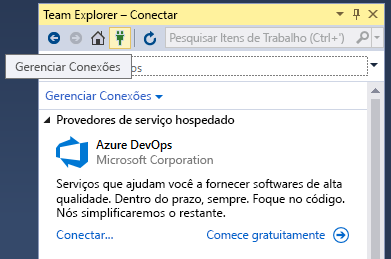 Team Explorer – Conectar
Pesquisar Itens de Trabalho (Ctrl+')
Gerenciar Conexões
os
Gerenciar Conexões
Provedores de serviço hospedado
Azure DevOps
Microsoft Corporation
Serviços que ajudam você a fornecer softwares de alta
qualidade. Dentro do prazo, sempre. Foque no código.
Nós simplificaremos o restante.
Conectar... Comece gratuitamente